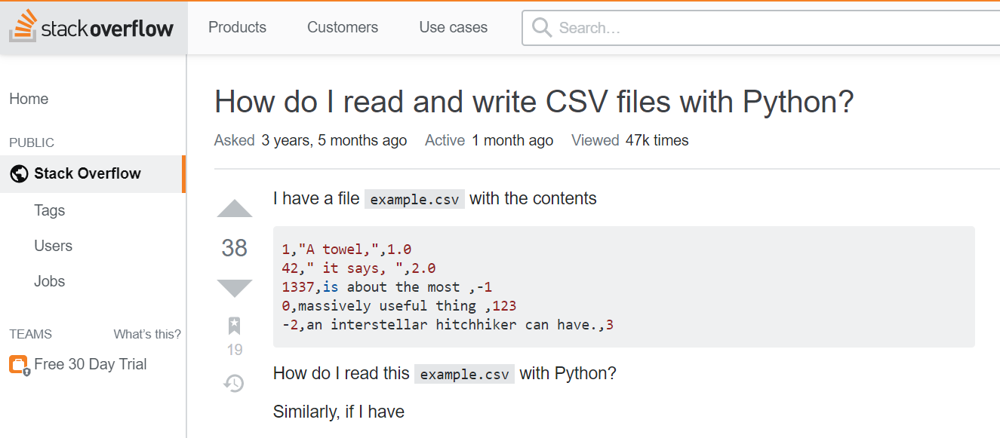 stackoverflow
Products
Customers
Use cases
Search...
Home
PUBLIC
Stack Overflow
Tags
Users
Jobs
TEAMS
What's this?
Free 30 Day Trial
How do I read and write CSV files with Python?
Asked 3 years, 5 months ago Active 1 month ago Viewed 47k times
38
19
I have a file example.csv with the contents
1,"A towel,",1.0
42," it says, ",2.0
1337,is about the most ,-1
0,massively useful thing ,123
-2,an interstellar hitchhiker can have.,3
How do I read this example.csv with Python?
Similarly, if I have